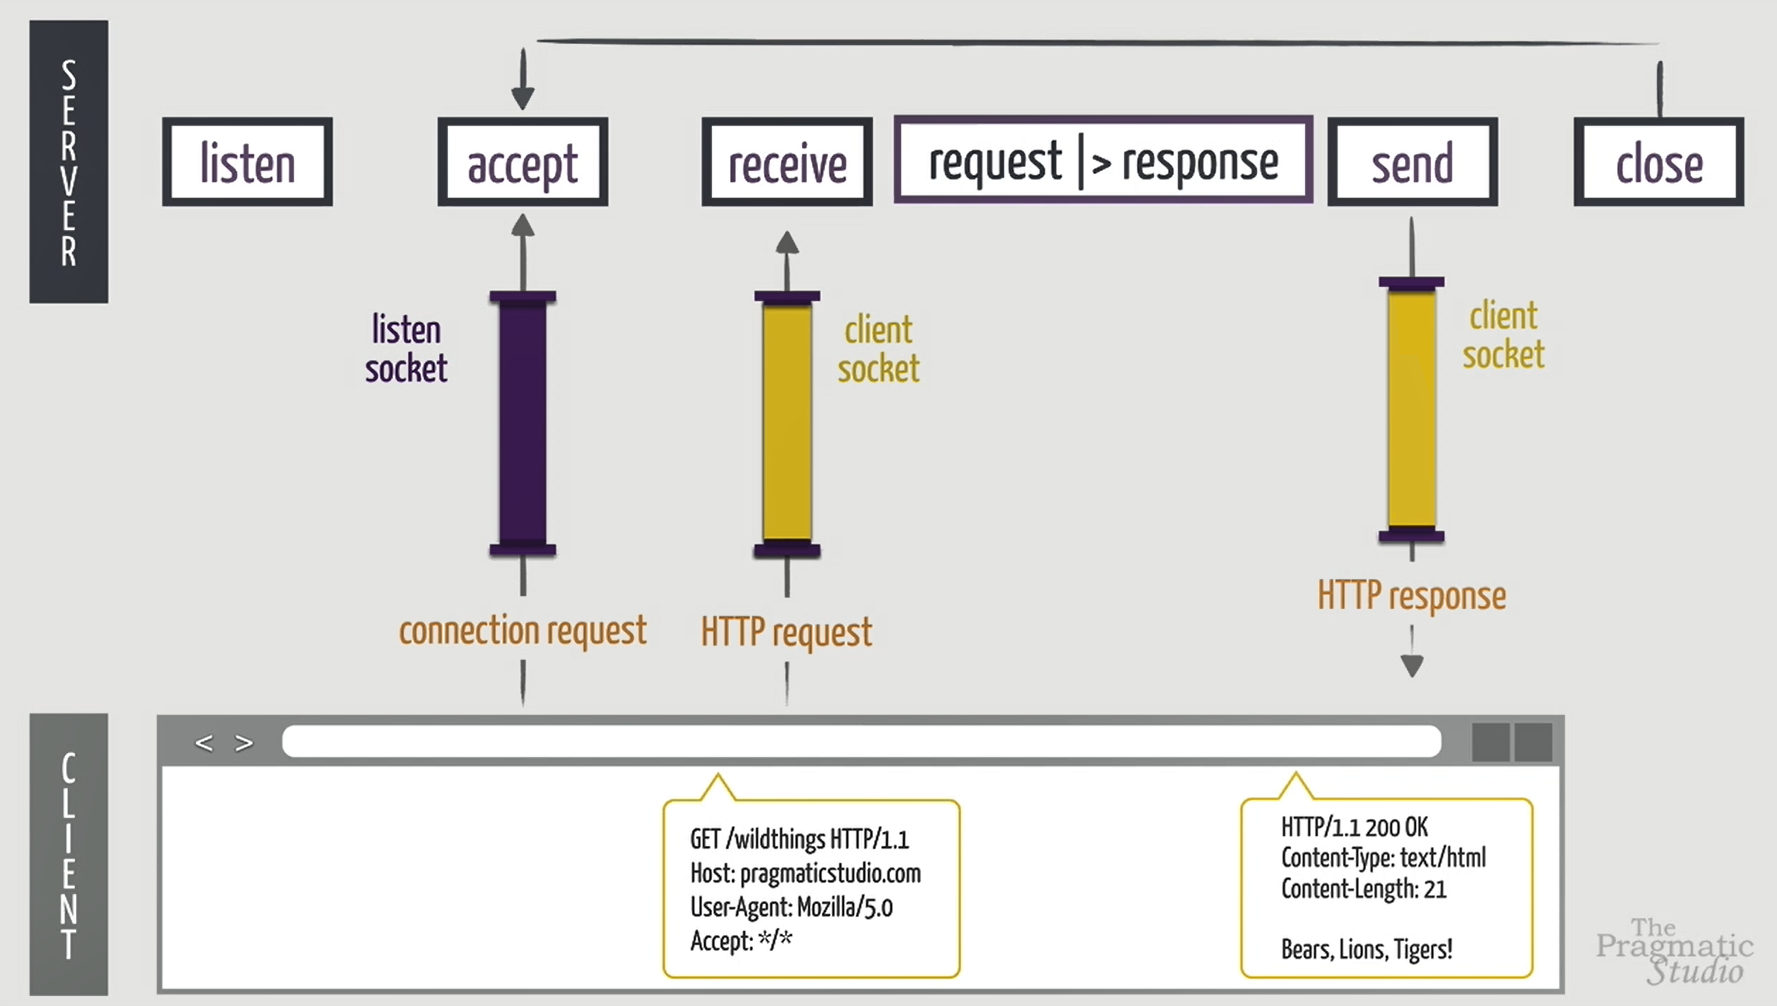 SERVER
listen
accept
receive
request |> response
send
close
listen
socket
client
socket
client
socket
connection request
HTTP request
HTTP response
CLIENT
< >
GET /wildthings HTTP/1.1
Host: pragmaticstudio.com
User-Agent: Mozilla/5.0
Accept: */*
HTTP/1.1 200 OK
Content-Type: text/html
Content-Length: 21
Bears, Lions, Tigers!
The
Pragmatic
Studio